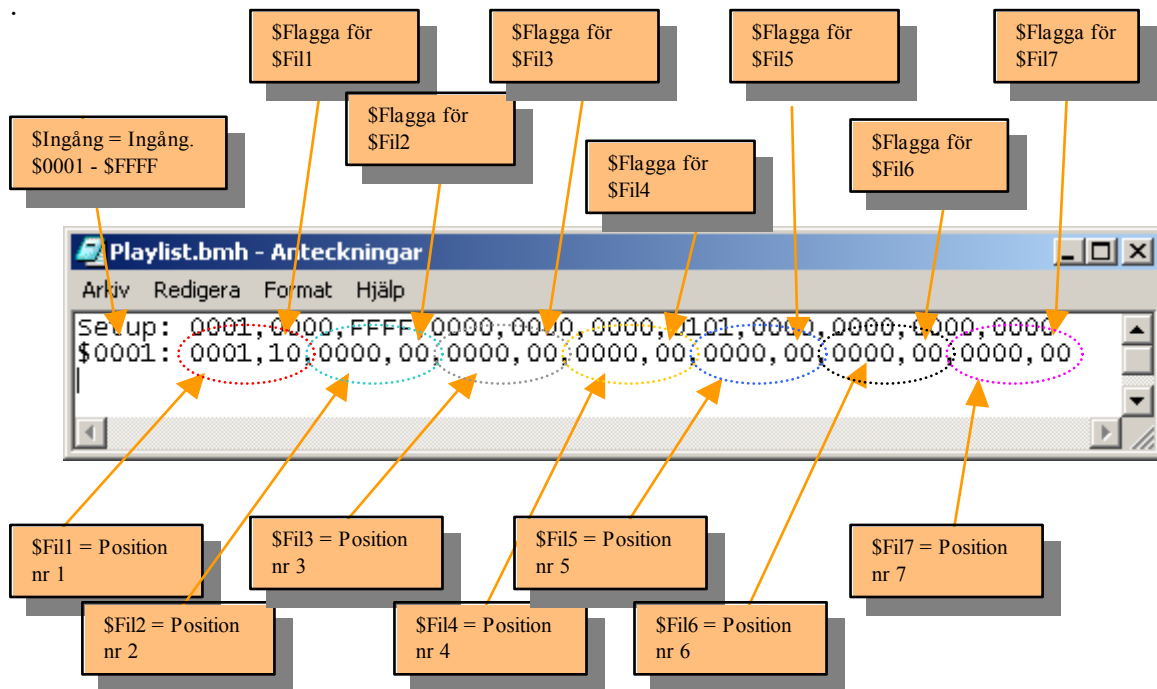 .
$Flagga för
$Fil1
$Flagga för
$Fil3
$Flagga för
$Fil5
$Flagga för
$Fil7
$Flagga för
$Fil2
$Ingång = Ingång.
$0001 - $FFFF
$Flagga för
$Fil4
$Flagga för
$Fil6
Playlist.bmh - Anteckningar
Arkiv Redigera Format Hjälp
Setup: 0001,0000,FFFF,0000,0000,0000,0101,0000,0000,0000,0000
$0001: 0001,10,0000,00,0000,00,0000,00,0000,00,0000,00,0000,00
$Fil1 = Position
nr 1
$Fil3 = Position
nr 3
$Fil5 = Position
nr 5
$Fil7 = Position
nr 7
$Fil2 = Position
nr 2
$Fil4 = Position
nr 4
$Fil6 = Position
nr 6